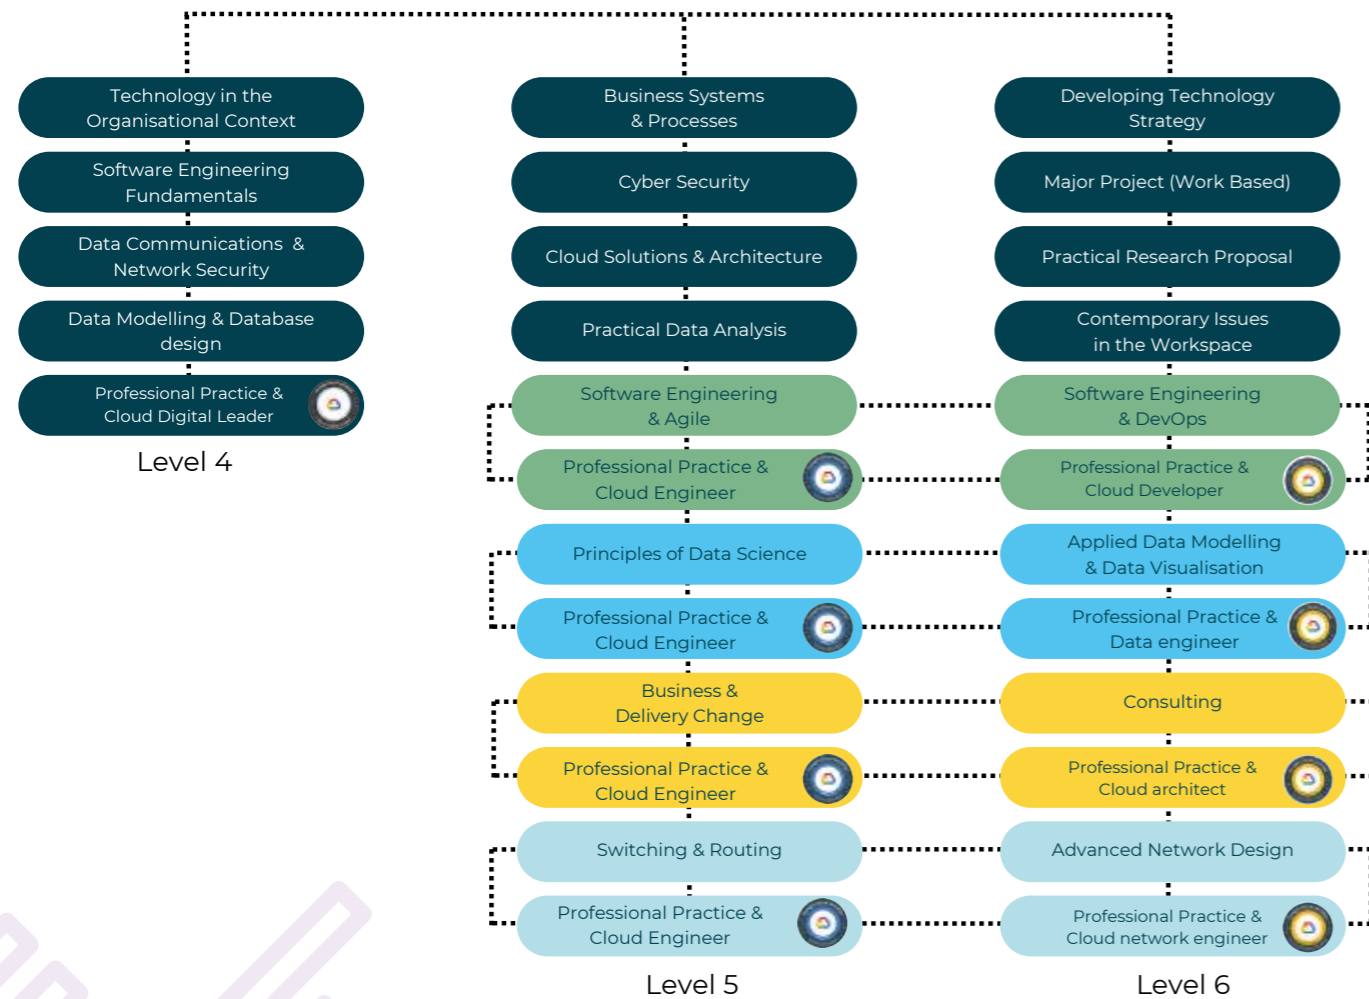 Technology in the
Organisational Context
Software Engineering
Fundamentals
Data Communications &
Network Security
Data Modelling & Database
design
Professional Practice &
Cloud Digital Leader
Level 4
Business Systems
& Processes
Cyber Security
Cloud Solutions & Architecture
Practical Data Analysis
Software Engineering
& Agile
Professional Practice &
Cloud Engineer
Principles of Data Science
Professional Practice &
Cloud Engineer
Business &
Delivery Change
Professional Practice &
Cloud Engineer
Switching & Routing
Professional Practice &
Cloud Engineer
Level 5
Developing Technology
Strategy
Major Project (Work Based)
Practical Research Proposal
Contemporary Issues
in the Workspace
Software Engineering
& DevOps
Professional Practice &
Cloud Developer
Applied Data Modelling
& Data Visualisation
Professional Practice &
Data engineer
Consulting
Professional Practice &
Cloud architect
Advanced Network Design
Professional Practice &
Cloud network engineer
Level 6